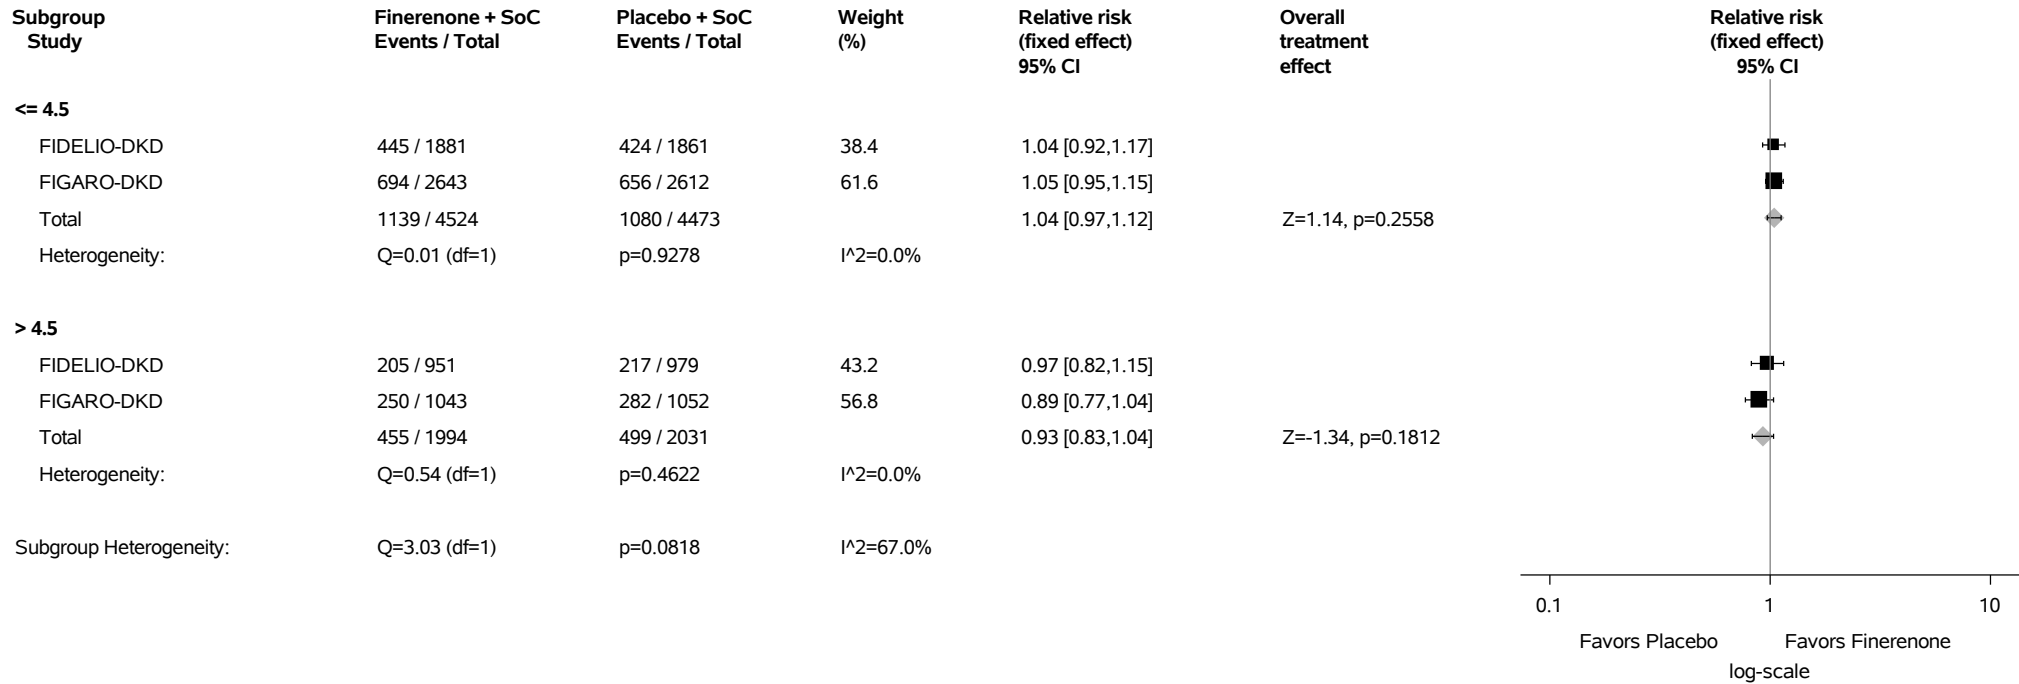 Subgroup Finerenone + SoC Placebo + SoC Weight Relative risk Overall Relative risk
Study Events / Total Events / Total (%) (fixed effect) treatment (fixed effect)
95% CI effect 95% CI
<= 4.5
FIDELIO-DKD 445 / 1881 424 / 1861 38.4 1.04 [0.92,1.17]
FIGARO-DKD 694 / 2643 656 / 2612 61.6 1.05 [0.95,1.15]
Total 1139 / 4524 1080 / 4473 1.04 [0.97,1.12] Z=1.14, p=0.2558
Heterogeneity: Q=0.01 (df=1) p=0.9278 I^2=0.0%
> 4.5
FIDELIO-DKD 205 / 951 217 / 979 43.2 0.97 [0.82,1.15]
FIGARO-DKD 250 / 1043 282 / 1052 56.8 0.89 [0.77,1.04]
Total 455 / 1994 499 / 2031 0.93 [0.83,1.04] Z=-1.34, p=0.1812
Heterogeneity: Q=0.54 (df=1) p=0.4622 I^2=0.0%
Subgroup Heterogeneity: Q=3.03 (df=1) p=0.0818 I^2=67.0%
0.1 1 10
Favors Placebo Favors Finerenone
log-scale